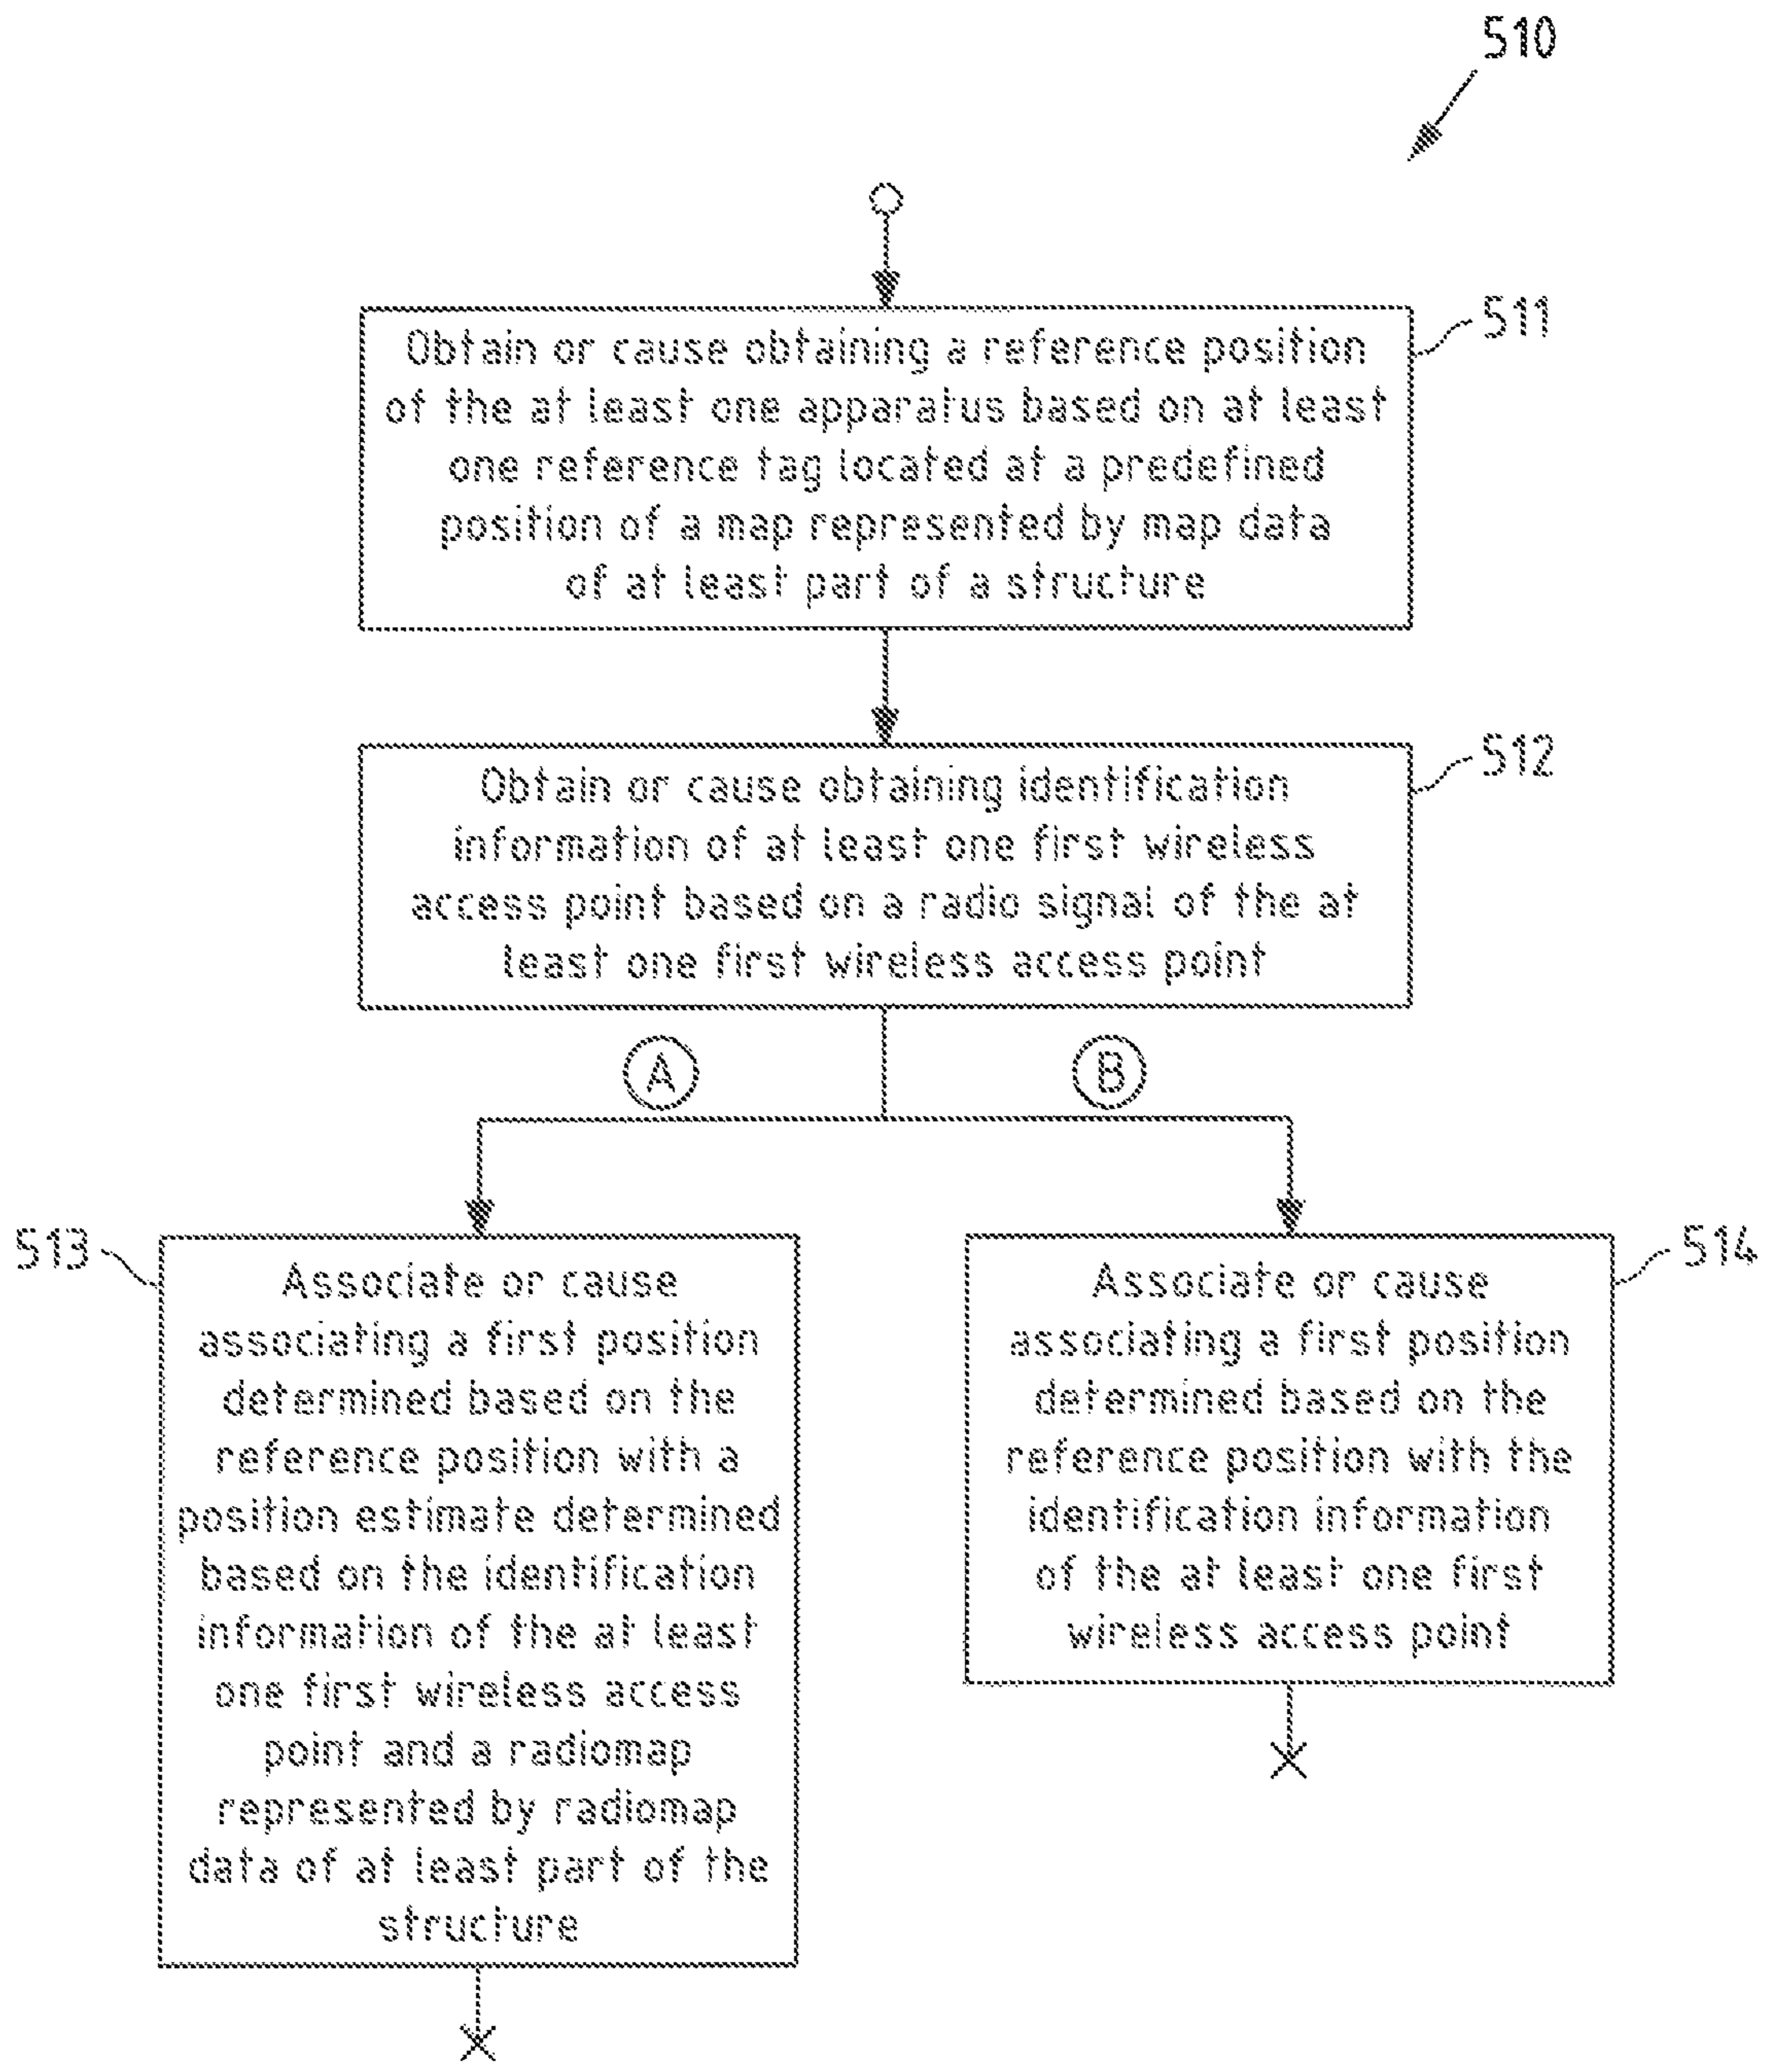 510
511
Obtain or cause obtaining a reference position
of the at least one apparatus based on at least
one reference tag located at a predefined
position of a map represented by map data
of at least part of a structure
512
Obtain or cause obtaining identification
information of at least one first wireless
access point based on a radio signal of the at
least one first wireless access point
A
B
513
Associate or cause
associating a first position
determined based on the
reference position with a
position estimate determined
based on the identification
information of the at least
one first wireless access
point and a radiomap
represented by radiomap
data of at least part of the
structure
514
Associate or cause
associating a first position
determined based on the
reference position with the
identification information
of the at least one first
wireless access point